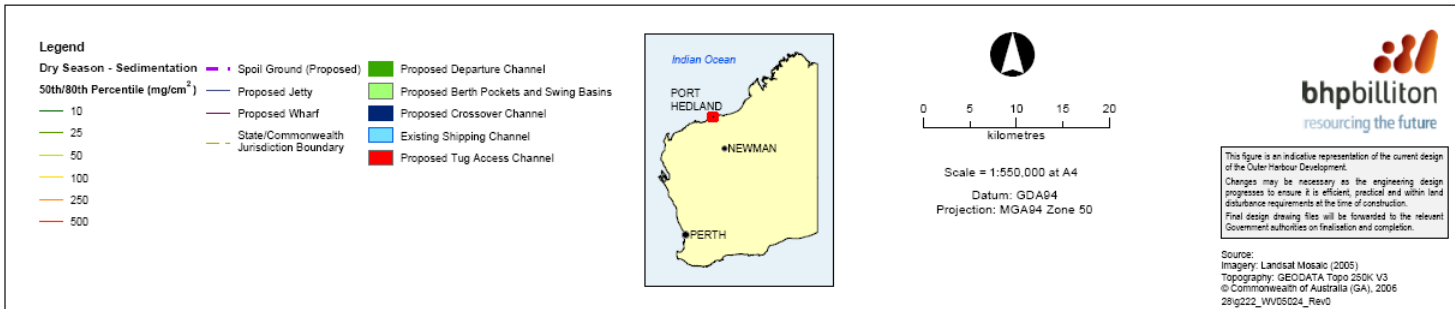 Legend
Dry Season - Sedimentation
50th/80th Percentile (mg/cm²)
10
25
50
100
250
500
Spoil Ground (Proposed)
Proposed Jetty
Proposed Wharf
State/Commonwealth
Jurisdiction Boundary
Proposed Departure Channel
Proposed Berth Pockets and Swing Basins
Proposed Crossover Channel
Existing Shipping Channel
Proposed Tug Access Channel
Indian Ocean
PORT
HEDLAND
NEWMAN
PERTH
0 5 10 15 20
kilometres
Scale = 1:550,000 at A4
Datum: GDA94
Projection: MGA94 Zone 50
bhpbilliton
resourcing the future
This figure is an indicative representation of the current design
of the Outer Harbour Development.
Changes may be necessary as the engineering design
progresses to ensure it is efficient, practical and within land
disturbance requirements at the time of construction.
Final design drawing files will be forwarded to the relevant
Government authorities on finalisation and completion.
Source:
Imagery: Landsat Mosaic (2005)
Topography: GEODATA Topo 250K V3
© Commonwealth of Australia (GA), 2006
28\g222_WV05024_Rev0